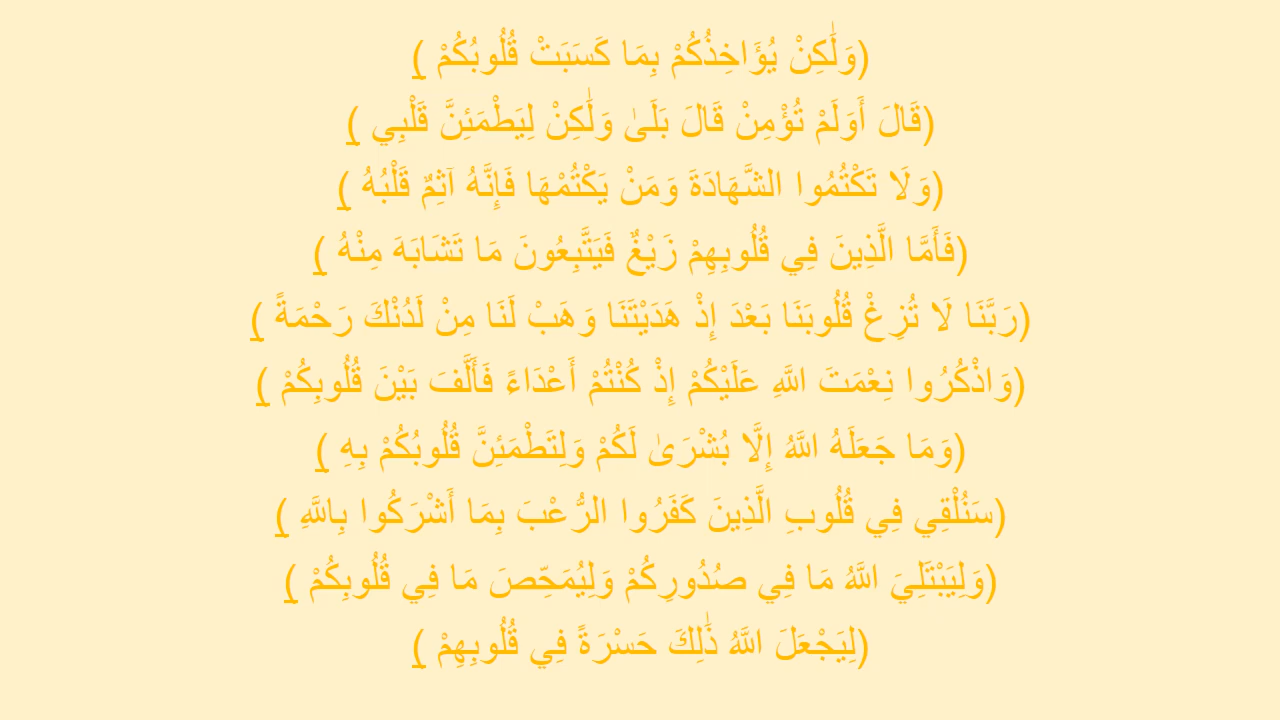 (وَلَٰكِنْ يُؤَاخِذُكُمْ بِمَا كَسَبَتْ قُلُوبُكُمْ )
(قَالَ أَوَلَمْ تُؤْمِنْ قَالَ بَلَىٰ وَلَٰكِنْ لِيَطْمَئِنَّ قَلْبِي )
(وَلَا تَكْتُمُوا الشَّهَادَةَ وَمَنْ يَكْتُمْهَا فَإِنَّهُ آثِمٌ قَلْبُهُ )
(فَأَمَّا الَّذِينَ فِي قُلُوبِهِمْ زَيْغٌ فَيَتَّبِعُونَ مَا تَشَابَهَ مِنْهُ )
(رَبَّنَا لَا تُزِغْ قُلُوبَنَا بَعْدَ إِذْ هَدَيْتَنَا وَهَبْ لَنَا مِنْ لَدُنْكَ رَحْمَةً )
(وَاذْكُرُوا نِعْمَتَ اللَّهِ عَلَيْكُمْ إِذْ كُنْتُمْ أَعْدَاءً فَأَلَّفَ بَيْنَ قُلُوبِكُمْ )
(وَمَا جَعَلَهُ اللَّهُ إِلَّا بُشْرَىٰ لَكُمْ وَلِتَطْمَئِنَّ قُلُوبُكُمْ بِهِ )
(سَنُلْقِي فِي قُلُوبِ الَّذِينَ كَفَرُوا الرُّعْبَ بِمَا أَشْرَكُوا بِاللَّهِ )
(وَلِيَبْتَلِيَ اللَّهُ مَا فِي صُدُورِكُمْ وَلِيُمَحِّصَ مَا فِي قُلُوبِكُمْ )
(لِيَجْعَلَ اللَّهُ ذَٰلِكَ حَسْرَةً فِي قُلُوبِهِمْ )